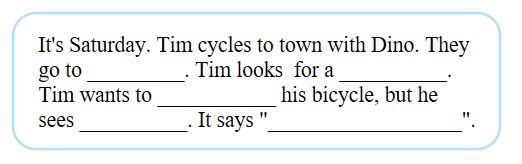 It's Saturday. Tim cycles to town with Dino. They
go to _________. Tim looks for a __________.
Tim wants to ___________ his bicycle, but he
sees __________. It says "__________________".